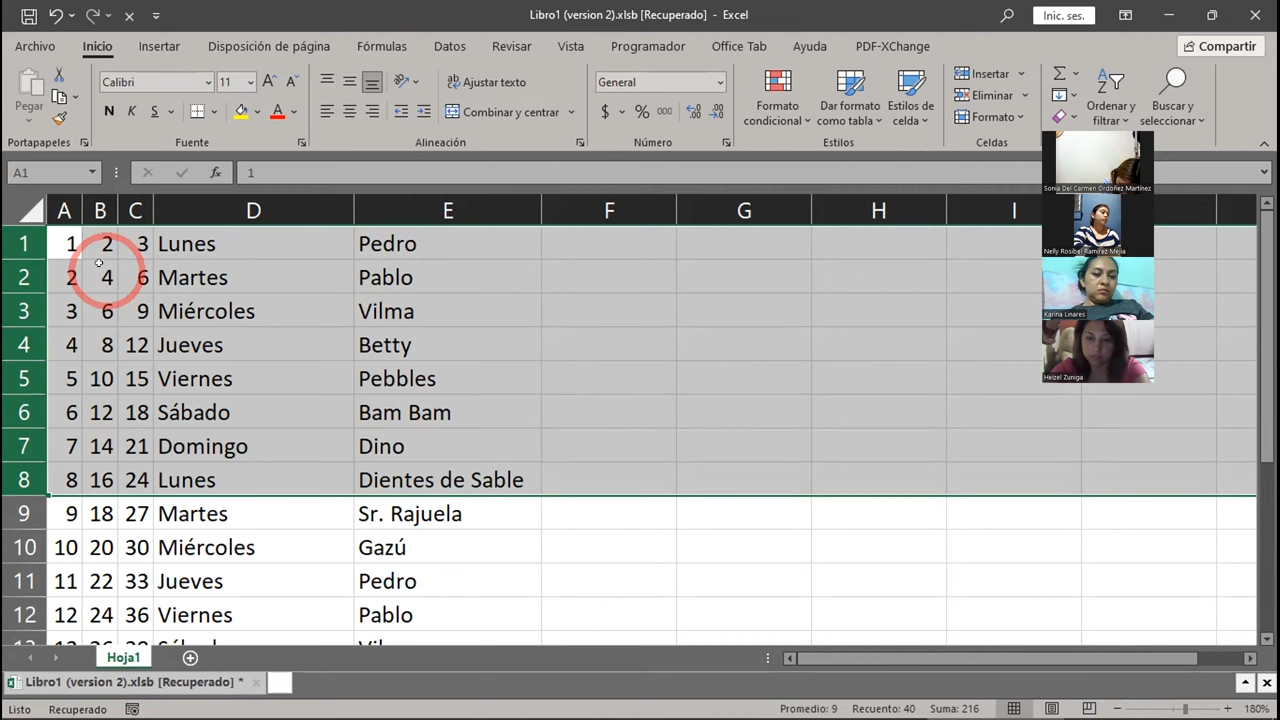 Libro1 (version 2).xlsb [Recuperado] - Excel
Inic. ses.
Archivo Inicio Insertar Disposición de página Fórmulas Datos Revisar Vista Programador Office Tab Ayuda PDF-XChange Compartir
Pegar
Calibri 11
N K S
Ajustar texto
Combinar y centrar
General
$ % 000
Formato condicional
Dar formato como tabla
Estilos de celda
Insertar
Eliminar
Formato
Ordenar y filtrar
Buscar y seleccionar
Portapapeles Fuente Alineación Número Estilos Celdas
A1 fx 1
A B C D E F G H I
1 1 2 3 Lunes Pedro
2 2 4 6 Martes Pablo
3 3 6 9 Miércoles Vilma
4 4 8 12 Jueves Betty
5 5 10 15 Viernes Pebbles
6 6 12 18 Sábado Bam Bam
7 7 14 21 Domingo Dino
8 8 16 24 Lunes Dientes de Sable
9 9 18 27 Martes Sr. Rajuela
10 10 20 30 Miércoles Gazú
11 11 22 33 Jueves Pedro
12 12 24 36 Viernes Pablo
Sonia Del Carmen Ordoñez Martínez
Nelly Rosibel Ramirez Mejia
Karina Linares
Heizel Zuniga
Hoja1
Libro1 (version 2).xlsb [Recuperado] *
Listo Recuperado Promedio: 9 Recuento: 40 Suma: 216 180%